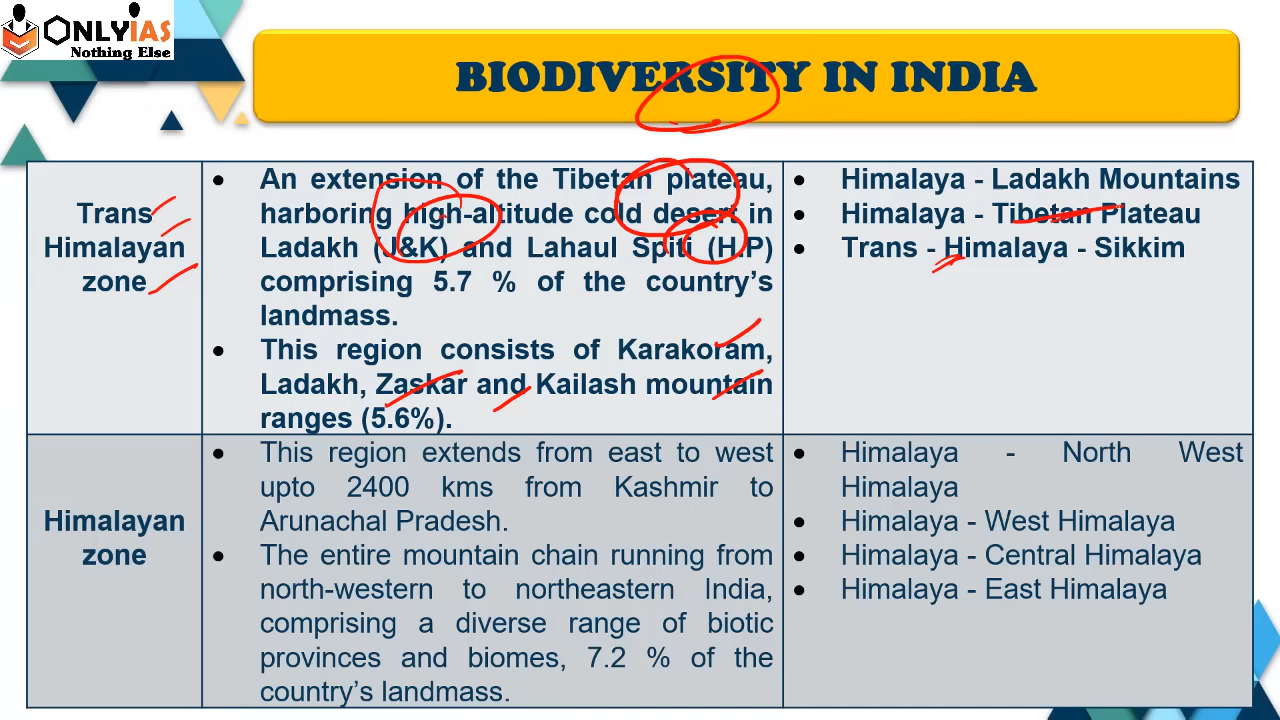 ONLYIAS
Nothing Else
BIODIVERSITY IN INDIA
Trans
Himalayan
zone
• An extension of the Tibetan plateau,
harboring high-altitude cold desert in
Ladakh (J&K) and Lahaul Spiti (H.P)
comprising 5.7 % of the country's
landmass.
• This region consists of Karakoram,
Ladakh, Zaskar and Kailash mountain
ranges (5.6%).
• Himalaya - Ladakh Mountains
• Himalaya - Tibetan Plateau
• Trans - Himalaya - Sikkim
Himalayan
zone
• This region extends from east to west
upto 2400 kms from Kashmir to
Arunachal Pradesh.
• The entire mountain chain running from
north-western to northeastern India,
comprising a diverse range of biotic
provinces and biomes, 7.2 % of the
country's landmass.
• Himalaya - North West
Himalaya
• Himalaya - West Himalaya
• Himalaya - Central Himalaya
• Himalaya - East Himalaya